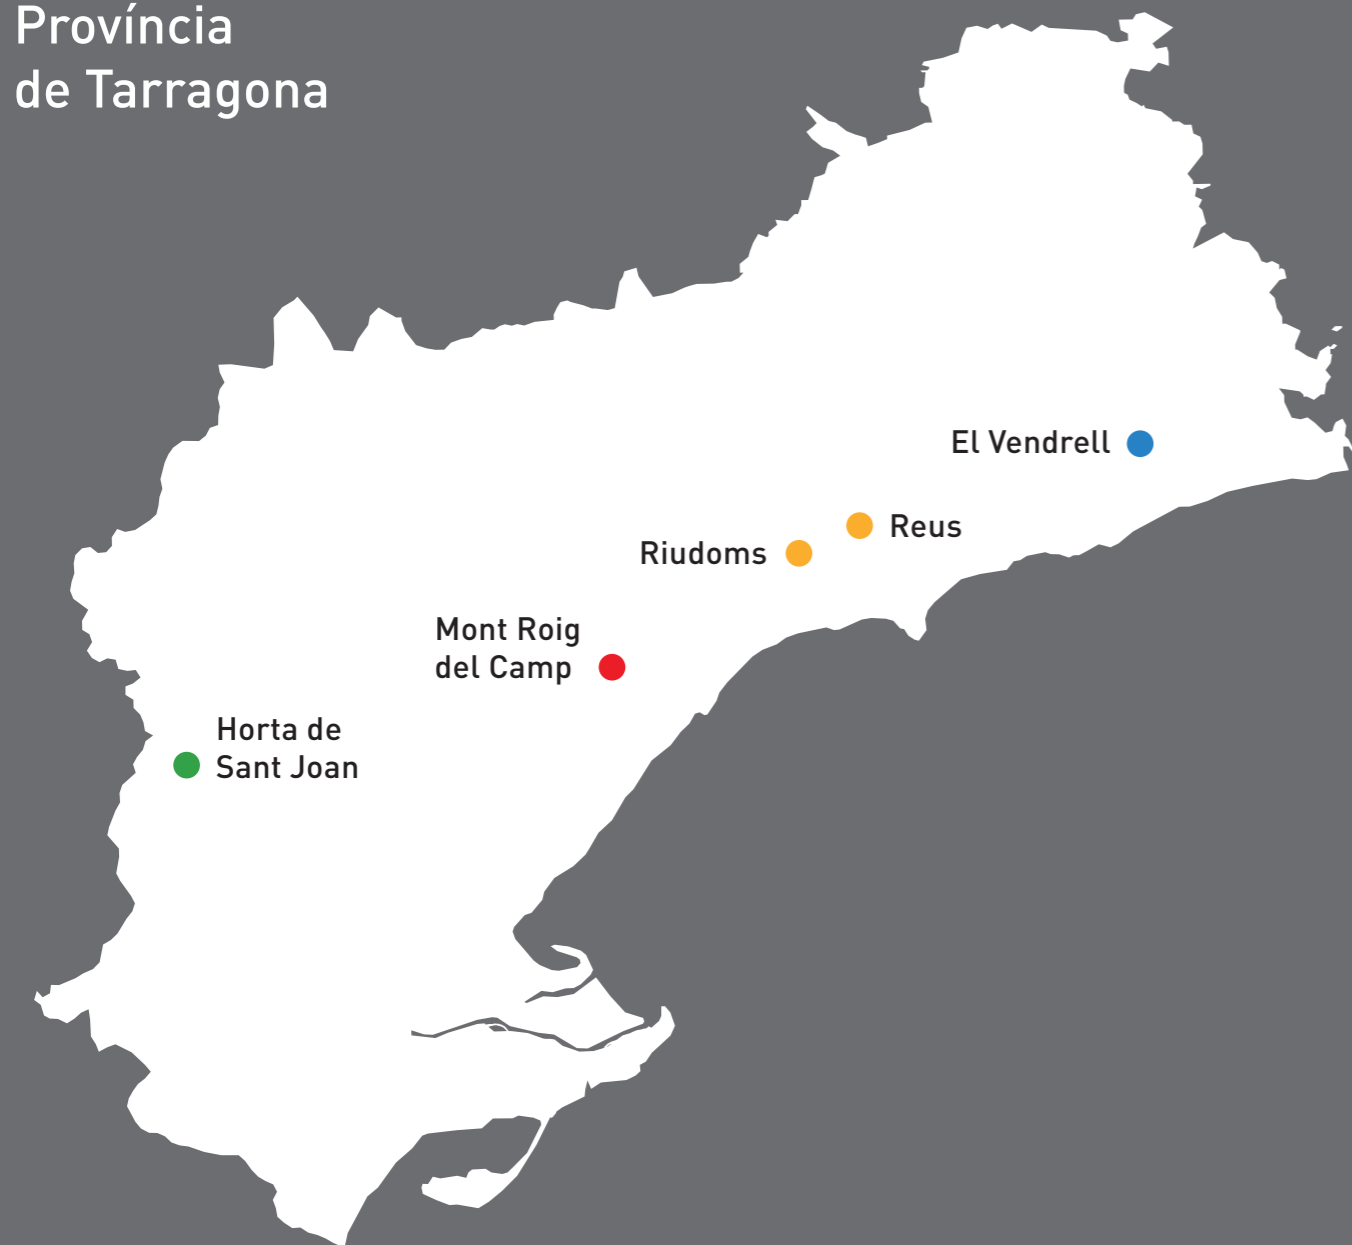 Província
de Tarragona
El Vendrell
Reus
Riudoms
Mont Roig
del Camp
Horta de
Sant Joan